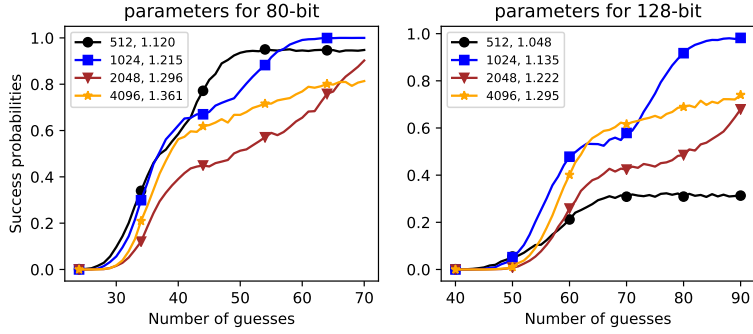 parameters for 80-bit
Success probabilities
1.0
0.8
0.6
0.4
0.2
0.0
512, 1.120
1024, 1.215
2048, 1.296
4096, 1.361
30 40 50 60 70
Number of guesses
parameters for 128-bit
1.0
0.8
0.6
0.4
0.2
0.0
512, 1.048
1024, 1.135
2048, 1.222
4096, 1.295
40 50 60 70 80 90
Number of guesses